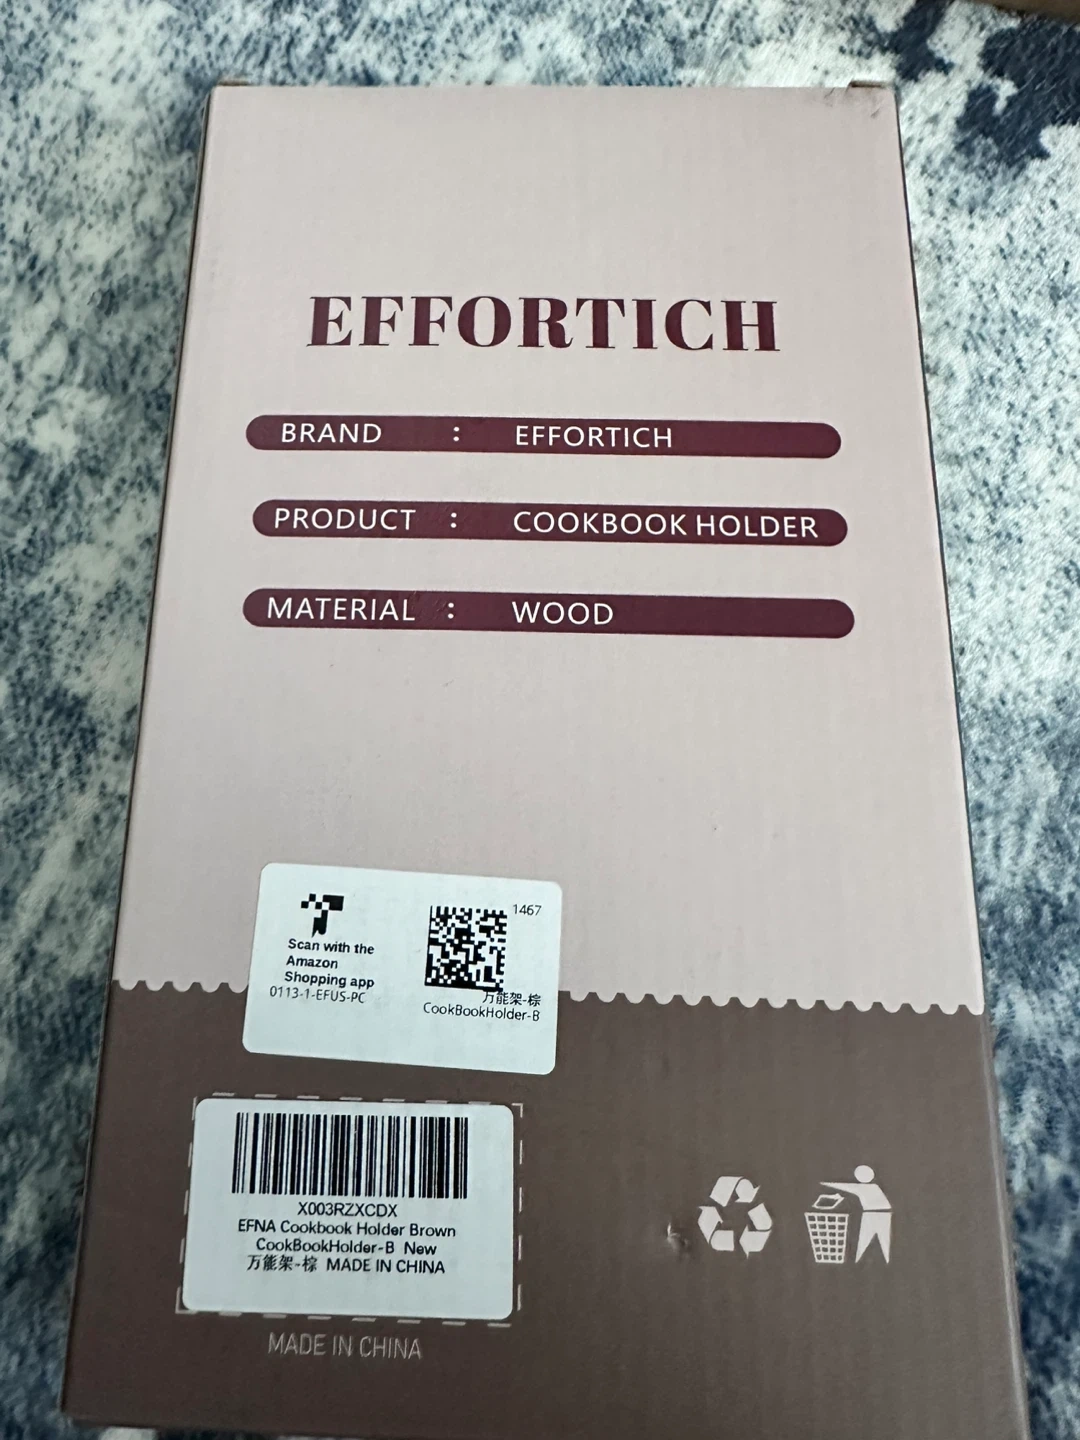 EFFORTICH
BRAND : EFFORTICH
PRODUCT : COOKBOOK HOLDER
MATERIAL : WOOD
Scan with the
Amazon
Shopping app
0113-1-EFUS-PC
1467
万能架-棕
CookBookHolder-B
X003RZXCDX
EFNA Cookbook Holder Brown
CookBookHolder-B New
万能架-棕 MADE IN CHINA
MADE IN CHINA